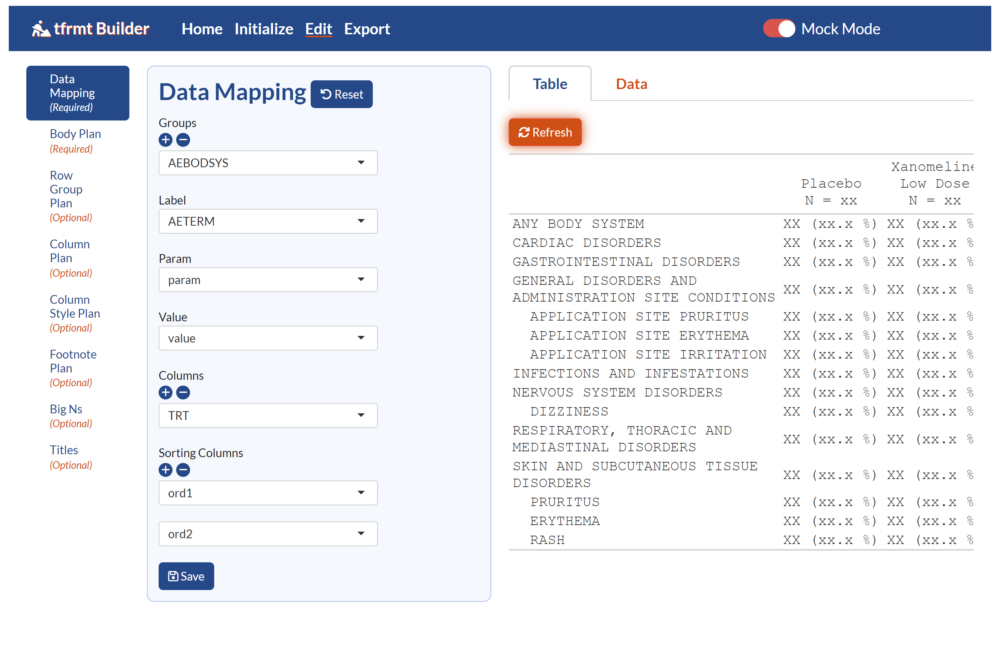 tfrmt Builder Home Initialize Edit Export Mock Mode
Data
Mapping
(Required)
Body Plan
(Required)
Row
Group
Plan
(Optional)
Column
Plan
(Optional)
Column
Style Plan
(Optional)
Footnote
Plan
(Optional)
Big Ns
(Optional)
Titles
(Optional)
Data Mapping Reset
Groups
AEBODSYS
Label
AETERM
Param
param
Value
value
Columns
TRT
Sorting Columns
ord1
ord2
Save
Table Data
Refresh
Xanomeline
Placebo Low Dose
N = xx N = xx
ANY BODY SYSTEM XX (xx.x %) XX (xx.x %
CARDIAC DISORDERS XX (xx.x %) XX (xx.x %
GASTROINTESTINAL DISORDERS XX (xx.x %) XX (xx.x %
GENERAL DISORDERS AND
ADMINISTRATION SITE CONDITIONS XX (xx.x %) XX (xx.x %
APPLICATION SITE PRURITUS XX (xx.x %) XX (xx.x %
APPLICATION SITE ERYTHEMA XX (xx.x %) XX (xx.x %
APPLICATION SITE IRRITATION XX (xx.x %) XX (xx.x %
INFECTIONS AND INFESTATIONS XX (xx.x %) XX (xx.x %
NERVOUS SYSTEM DISORDERS XX (xx.x %) XX (xx.x %
DIZZINESS XX (xx.x %) XX (xx.x %
RESPIRATORY, THORACIC AND
MEDIASTINAL DISORDERS XX (xx.x %) XX (xx.x %
SKIN AND SUBCUTANEOUS TISSUE
DISORDERS XX (xx.x %) XX (xx.x %
PRURITUS XX (xx.x %) XX (xx.x %
ERYTHEMA XX (xx.x %) XX (xx.x %
RASH XX (xx.x %) XX (xx.x %